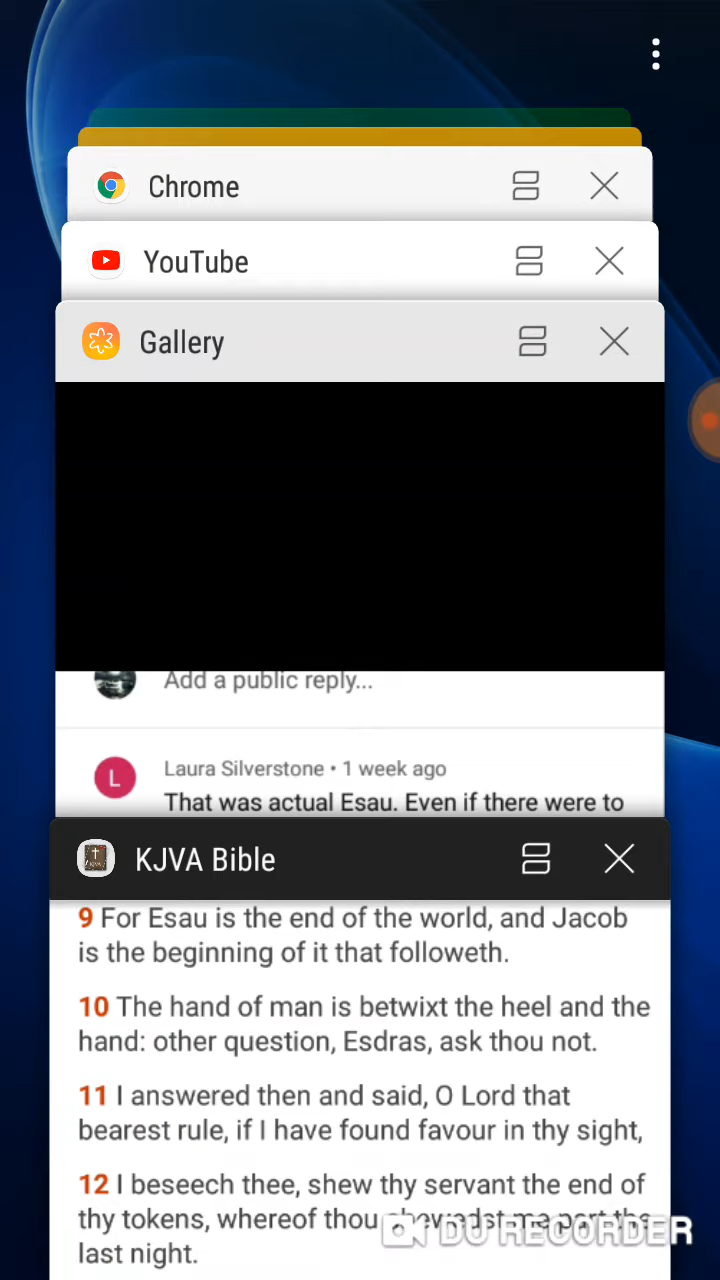 Chrome
YouTube
Gallery
Add a public reply...
L
Laura Silverstone • 1 week ago
That was actual Esau. Even if there were to
KJVA Bible
9 For Esau is the end of the world, and Jacob
is the beginning of it that followeth.
10 The hand of man is betwixt the heel and the
hand: other question, Esdras, ask thou not.
11 I answered then and said, O Lord that
bearest rule, if I have found favour in thy sight,
12 I beseech thee, shew thy servant the end of
thy tokens, whereof thou shewedst me part the
last night.
DU RECORDER